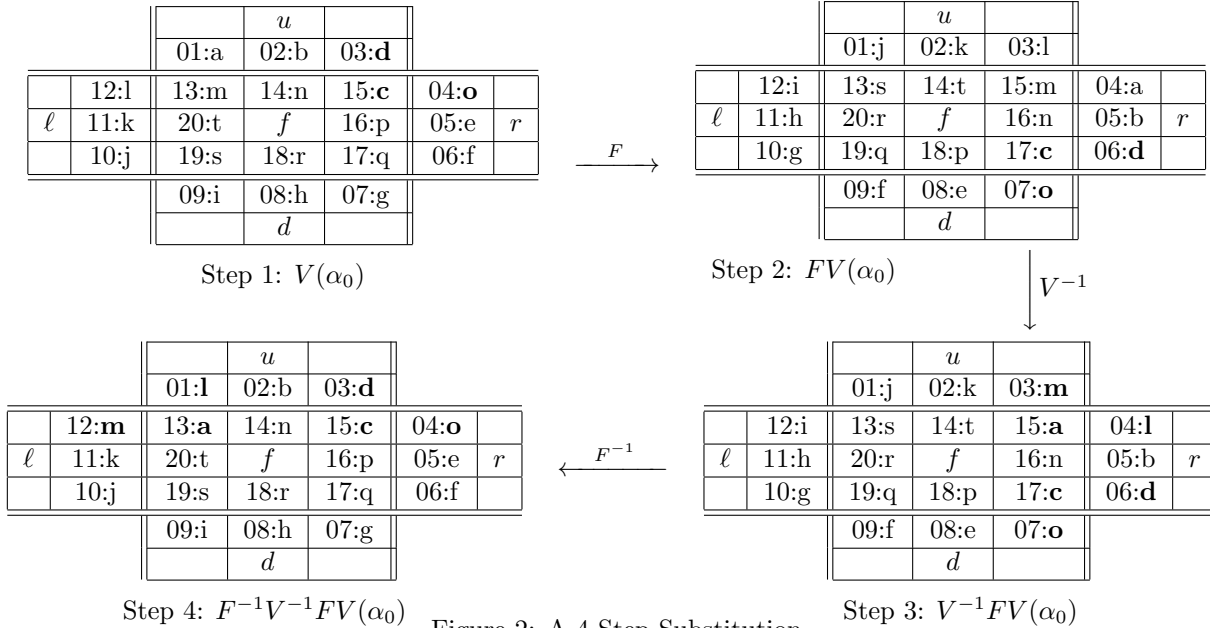 u
01:a 02:b 03:d
12:l 13:m 14:n 15:c 04:o
ℓ 11:k 20:t f 16:p 05:e r
10:j 19:s 18:r 17:q 06:f
09:i 08:h 07:g
d
Step 1: V(α₀)
F
u
01:j 02:k 03:l
12:i 13:s 14:t 15:m 04:a
ℓ 11:h 20:r f 16:n 05:b r
10:g 19:q 18:p 17:c 06:d
09:f 08:e 07:o
d
Step 2: FV(α₀)
V⁻¹
u
01:l 02:b 03:d
12:m 13:a 14:n 15:c 04:o
ℓ 11:k 20:t f 16:p 05:e r
10:j 19:s 18:r 17:q 06:f
09:i 08:h 07:g
d
Step 4: F⁻¹V⁻¹FV(α₀)
F⁻¹
u
01:j 02:k 03:m
12:i 13:s 14:t 15:a 04:l
ℓ 11:h 20:r f 16:n 05:b r
10:g 19:q 18:p 17:c 06:d
09:f 08:e 07:o
d
Step 3: V⁻¹FV(α₀)
Figure 2: A 4 Step Substitution